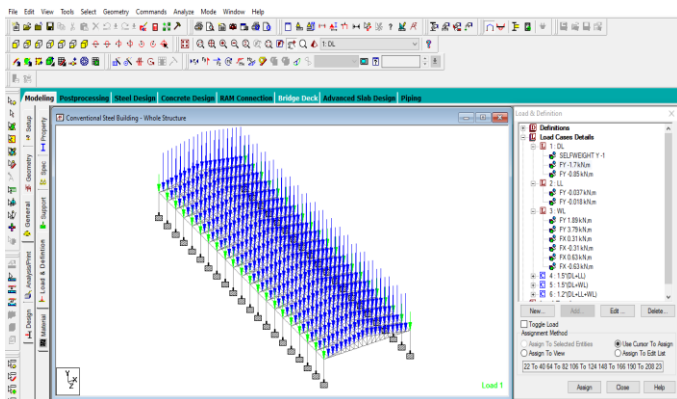 File Edit View Tools Select Geometry Commands Analyze Mode Window Help
1: DL
Modeling Postprocessing Steel Design Concrete Design RAM Connection Bridge Deck Advanced Slab Design Piping
Setup
Geometry
General
Analysis/Print
Design
Property
Spec
Support
Load & Definition
Material
Conventional Steel Building - Whole Structure
Y
X
Z
Load 1
Load & Definition
Definitions
Load Cases Details
1 : DL
SELFWEIGHT Y -1
FY -1.7 kN,m
FY -0.85 kN,m
2 : LL
FY -0.037 kN,m
FY -0.018 kN,m
3 : WL
FY 1.89 kN,m
FY 3.79 kN,m
FX 0.31 kN,m
FX -0.31 kN,m
FX 0.63 kN,m
FX -0.63 kN,m
4 : 1.5*(DL+LL)
5 : 1.5(DL+WL)
6 : 1.2*(DL+LL+WL)
New... Add... Edit ... Delete...
Toggle Load
Assignment Method
Assign To Selected Entities Use Cursor To Assign
Assign To View Assign To Edit List
22 To 40 64 To 82 106 To 124 148 To 166 190 To 208 23
Assign Close Help